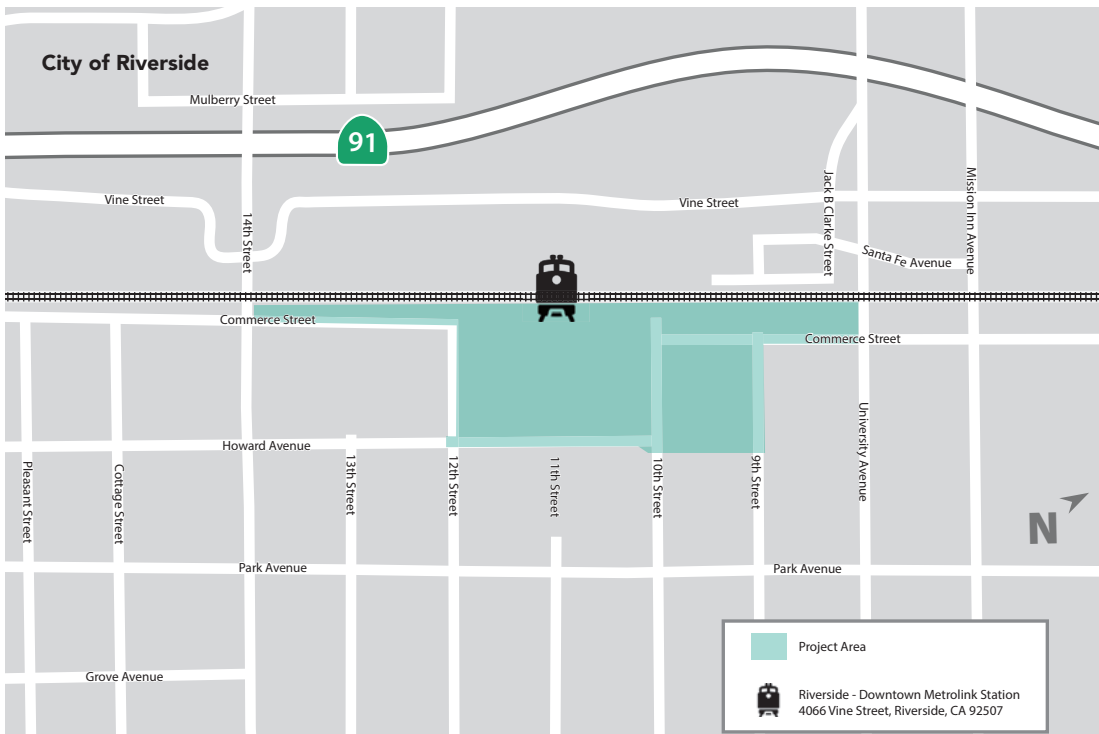 City of Riverside
Mulberry Street
91
Vine Street
Vine Street
14th Street
Jack B Clarke Street
Mission Inn Avenue
Santa Fe Avenue
Commerce Street
Commerce Street
Howard Avenue
University Avenue
Pleasant Street
Cottage Street
13th Street
12th Street
11th Street
10th Street
9th Street
N
Park Avenue
Park Avenue
Grove Avenue
Project Area
Riverside - Downtown Metrolink Station
4066 Vine Street, Riverside, CA 92507